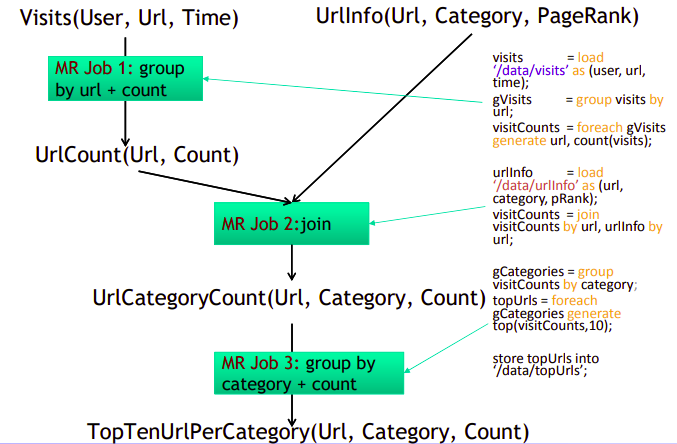 Visits(User, Url, Time)
UrlInfo(Url, Category, PageRank)
MR Job 1: group
by url + count
UrlCount(Url, Count)
MR Job 2:join
UrlCategoryCount(Url, Category, Count)
MR Job 3: group by
category + count
TopTenUrlPerCategory(Url, Category, Count)
visits = load
‘/data/visits’ as (user, url,
time);
gVisits = group visits by
url;
visitCounts = foreach gVisits
generate url, count(visits);
urlInfo = load
‘/data/urlInfo’ as (url,
category, pRank);
visitCounts = join
visitCounts by url, urlInfo by
url;
gCategories = group
visitCounts by category;
topUrls = foreach
gCategories generate
top(visitCounts,10);
store topUrls into
‘/data/topUrls’;